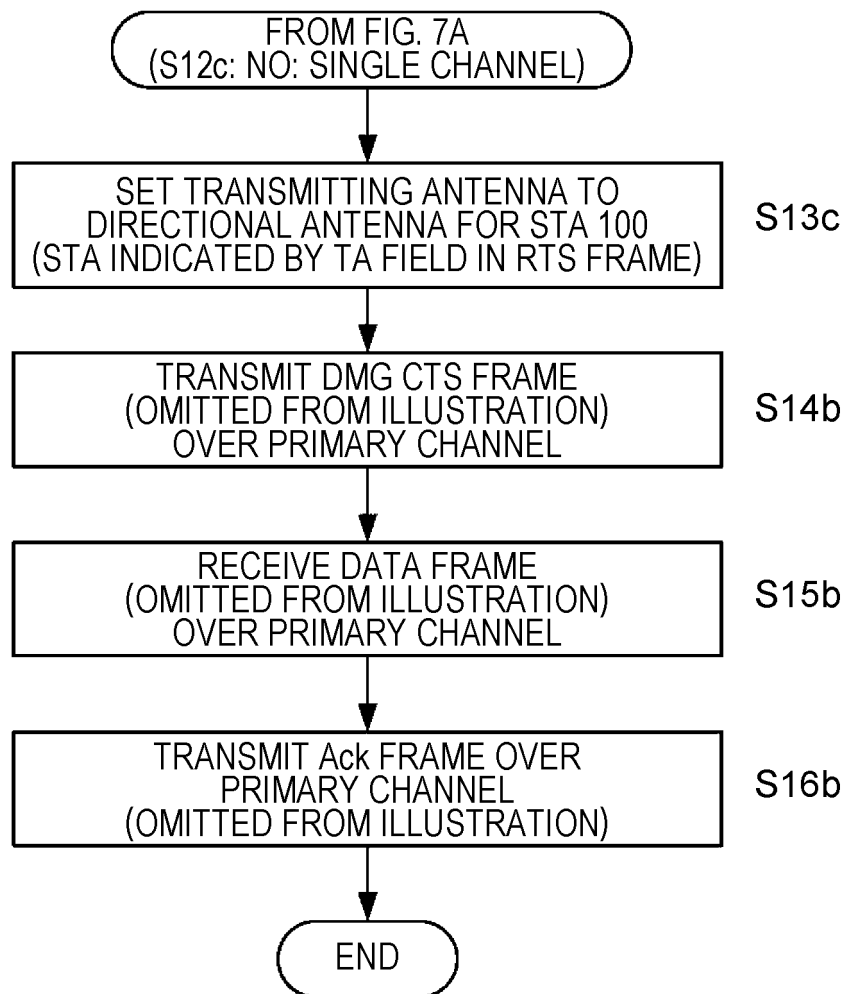 FROM FIG. 7A
(S12c: NO: SINGLE CHANNEL)
SET TRANSMITTING ANTENNA TO
DIRECTIONAL ANTENNA FOR STA 100
(STA INDICATED BY TA FIELD IN RTS FRAME)
S13c
TRANSMIT DMG CTS FRAME
(OMITTED FROM ILLUSTRATION)
OVER PRIMARY CHANNEL
S14b
RECEIVE DATA FRAME
(OMITTED FROM ILLUSTRATION)
OVER PRIMARY CHANNEL
S15b
TRANSMIT Ack FRAME OVER
PRIMARY CHANNEL
(OMITTED FROM ILLUSTRATION)
S16b
END